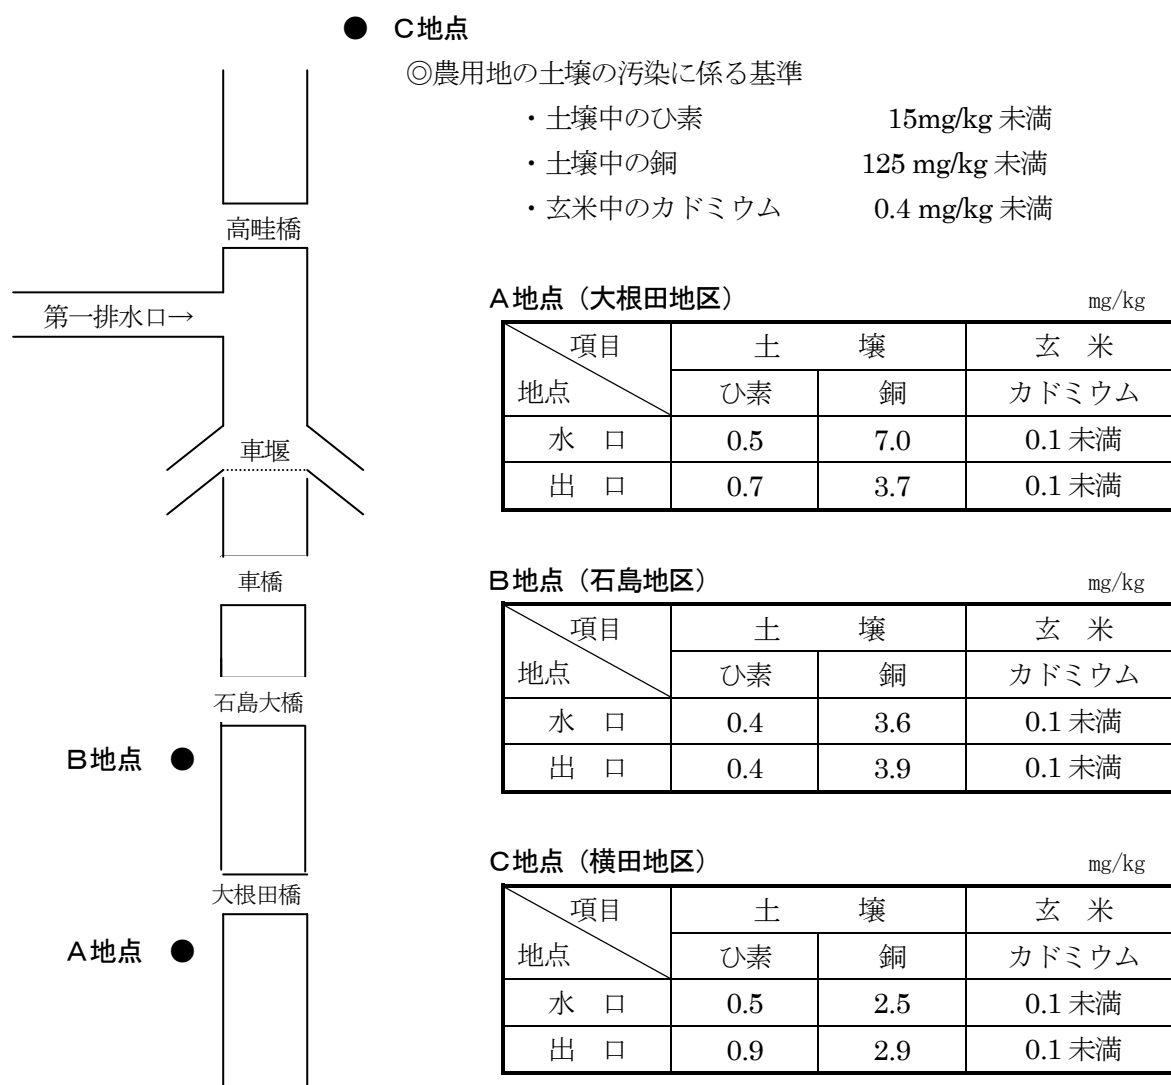 ● C地点
◎農用地の土壌の汚染に係る基準
・土壌中のひ素 15mg/kg 未満
・土壌中の銅 125 mg/kg 未満
・玄米中のカドミウム 0.4 mg/kg 未満
高畦橋
第一排水口→
車堰
車橋
石島大橋
B地点 ●
大根田橋
A地点 ●
A地点（大根田地区） mg/kg
項目 土 壌 玄 米
地点 ひ素 銅 カドミウム
水 口 0.5 7.0 0.1 未満
出 口 0.7 3.7 0.1 未満
B地点（石島地区） mg/kg
項目 土 壌 玄 米
地点 ひ素 銅 カドミウム
水 口 0.4 3.6 0.1 未満
出 口 0.4 3.9 0.1 未満
C地点（横田地区） mg/kg
項目 土 壌 玄 米
地点 ひ素 銅 カドミウム
水 口 0.5 2.5 0.1 未満
出 口 0.9 2.9 0.1 未満